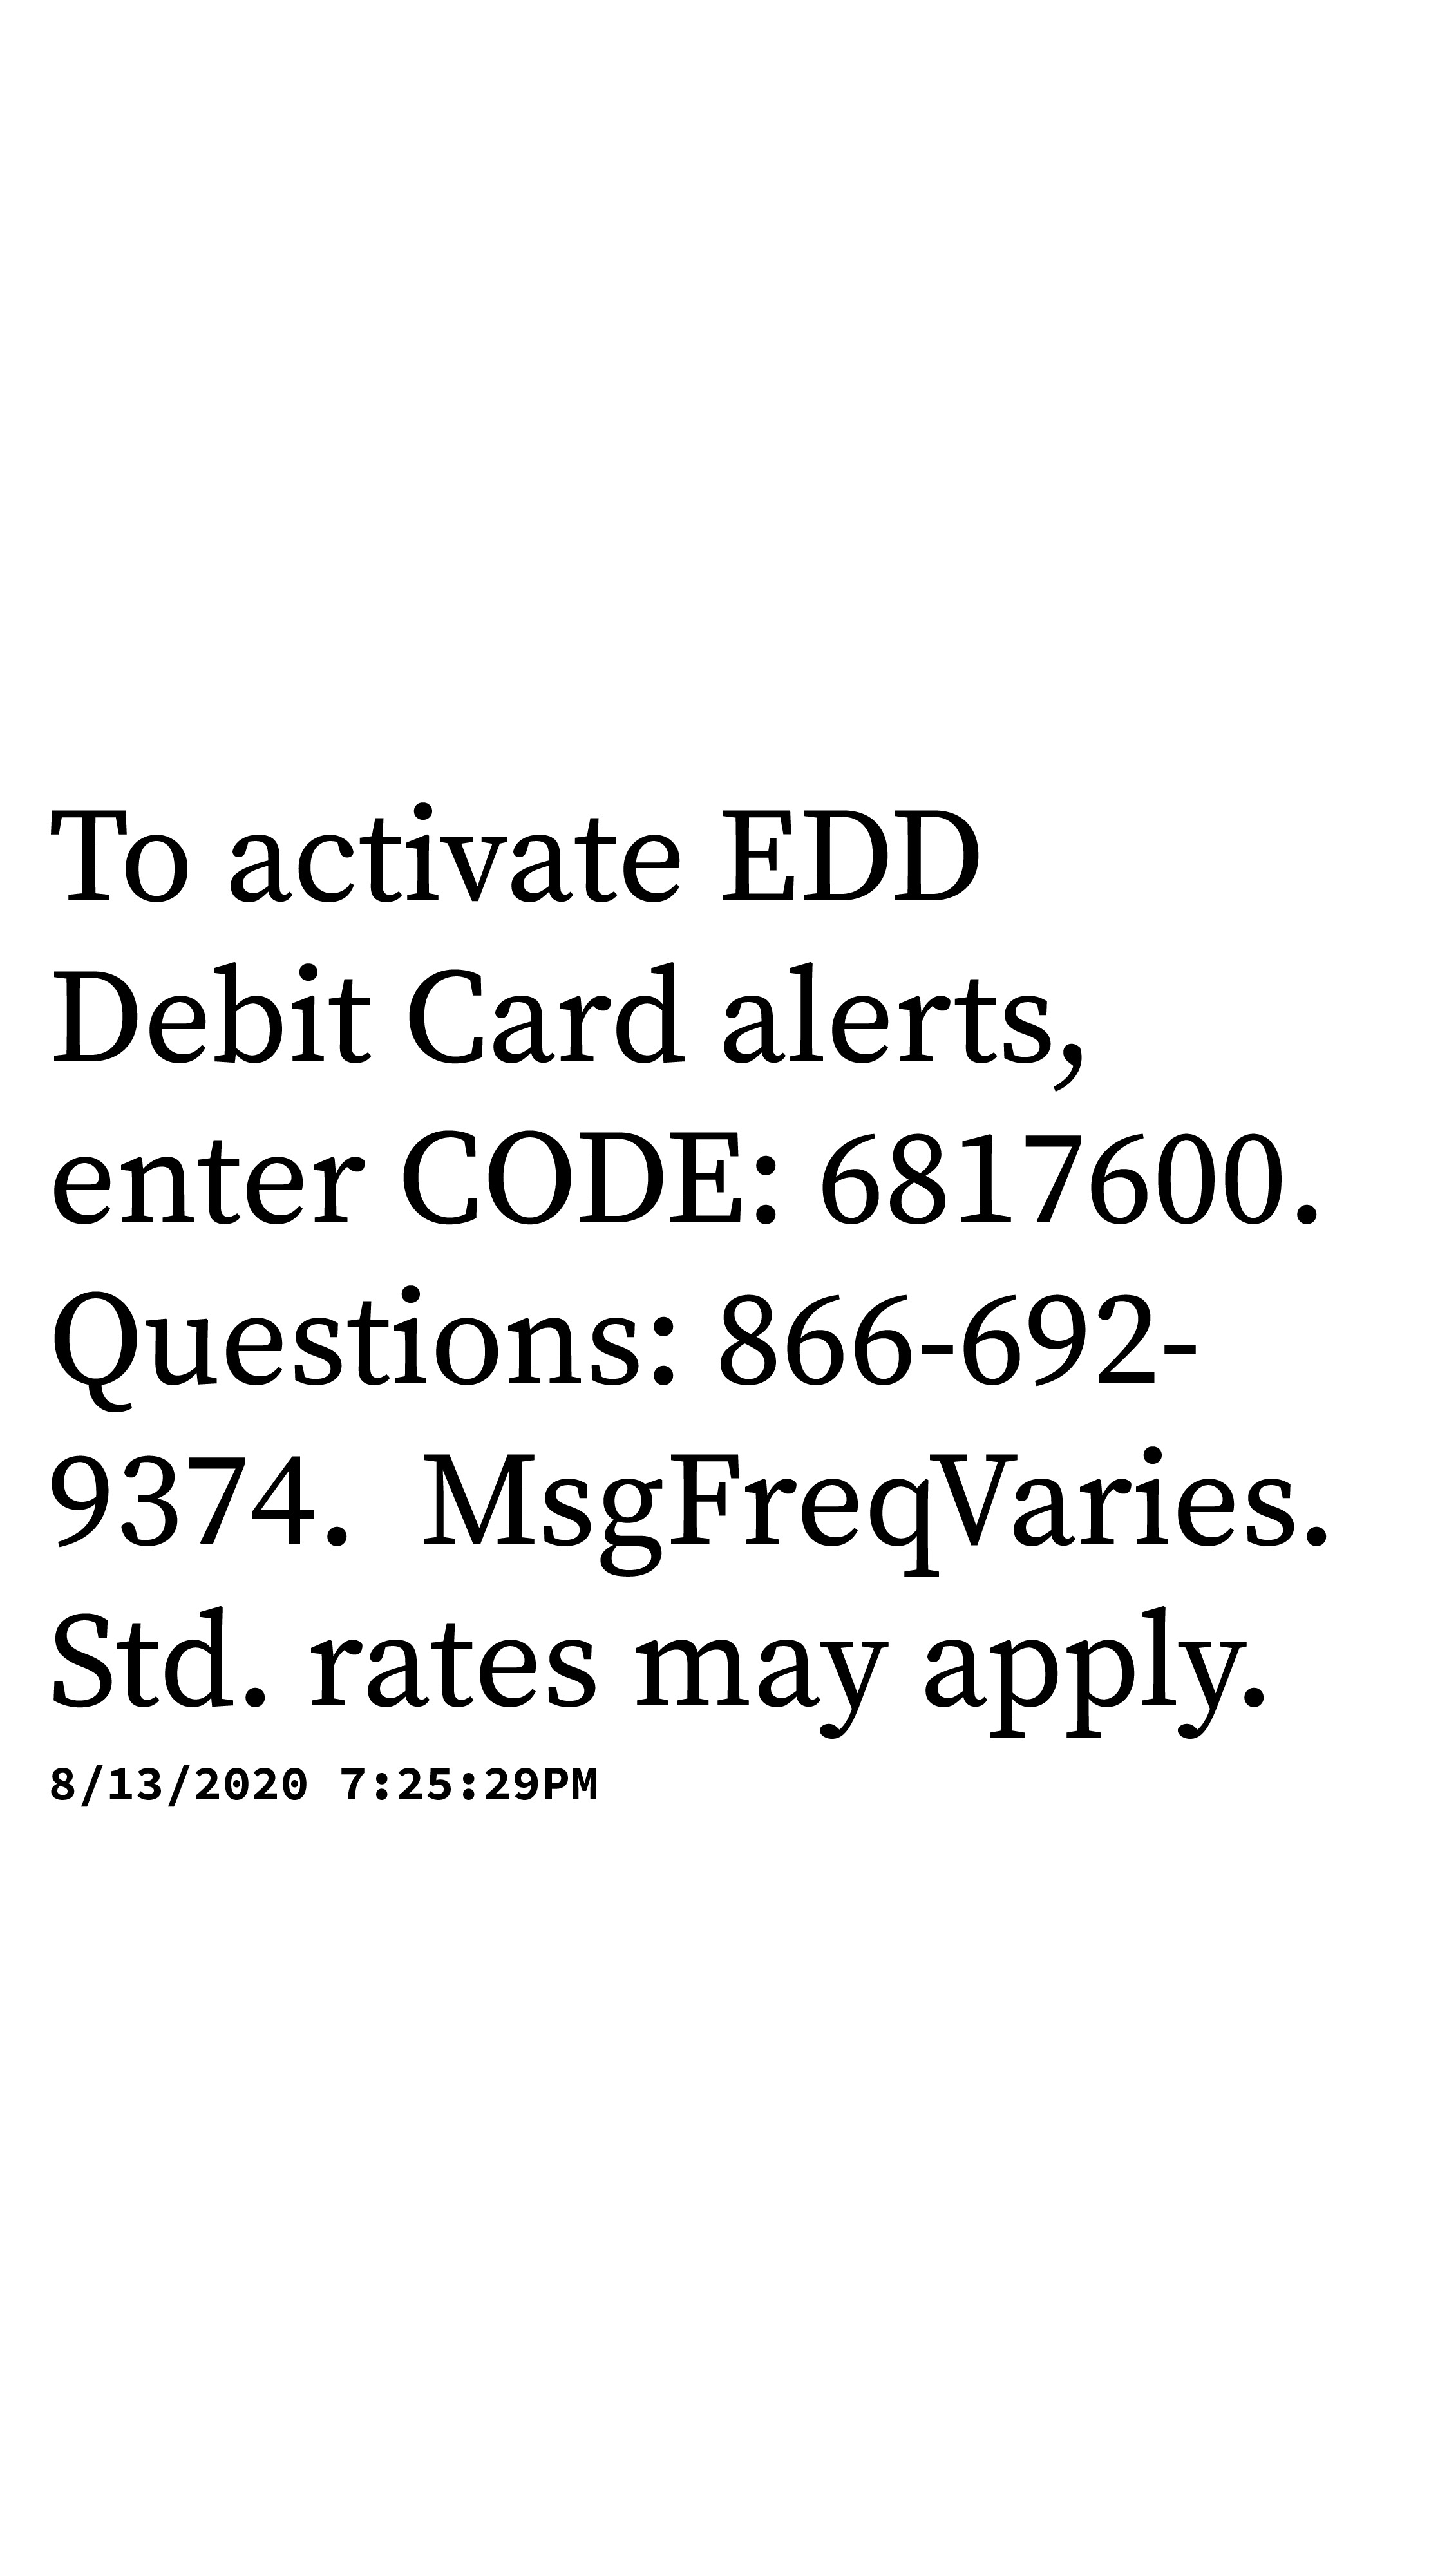 To activate EDD
Debit Card alerts,
enter CODE: 6817600.
Questions: 866-692-
9374.  MsgFreqVaries.
Std. rates may apply.
8/13/2020 7:25:29PM